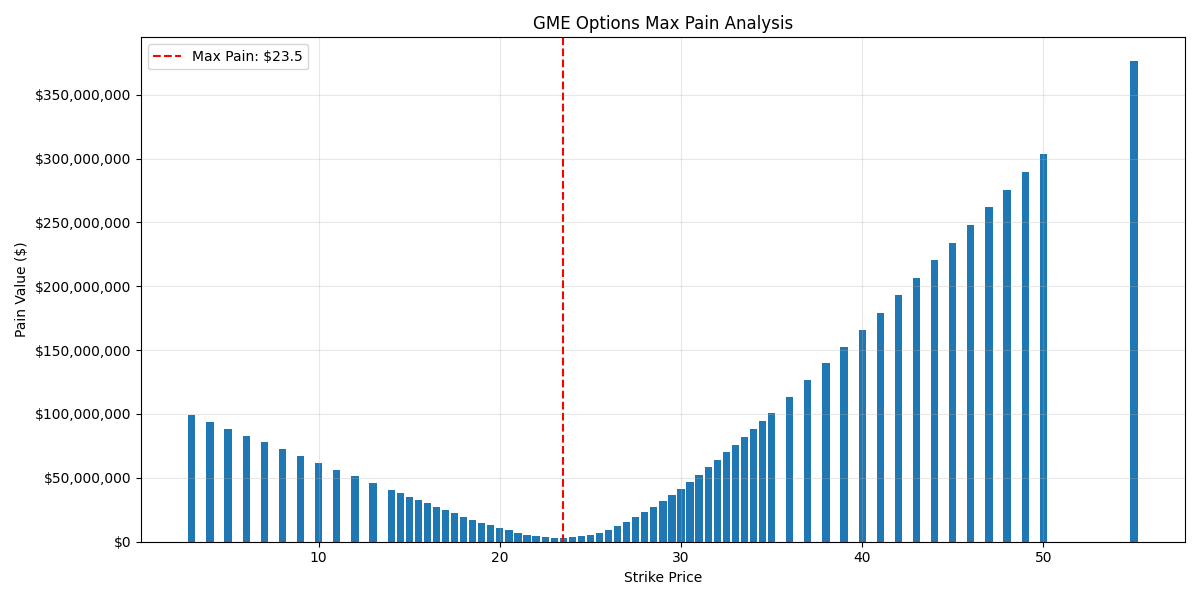 GME Options Max Pain Analysis
Max Pain: $23.5
Pain Value ($)
$350,000,000
$300,000,000
$250,000,000
$200,000,000
$150,000,000
$100,000,000
$50,000,000
$0
10 20 30 40 50
Strike Price